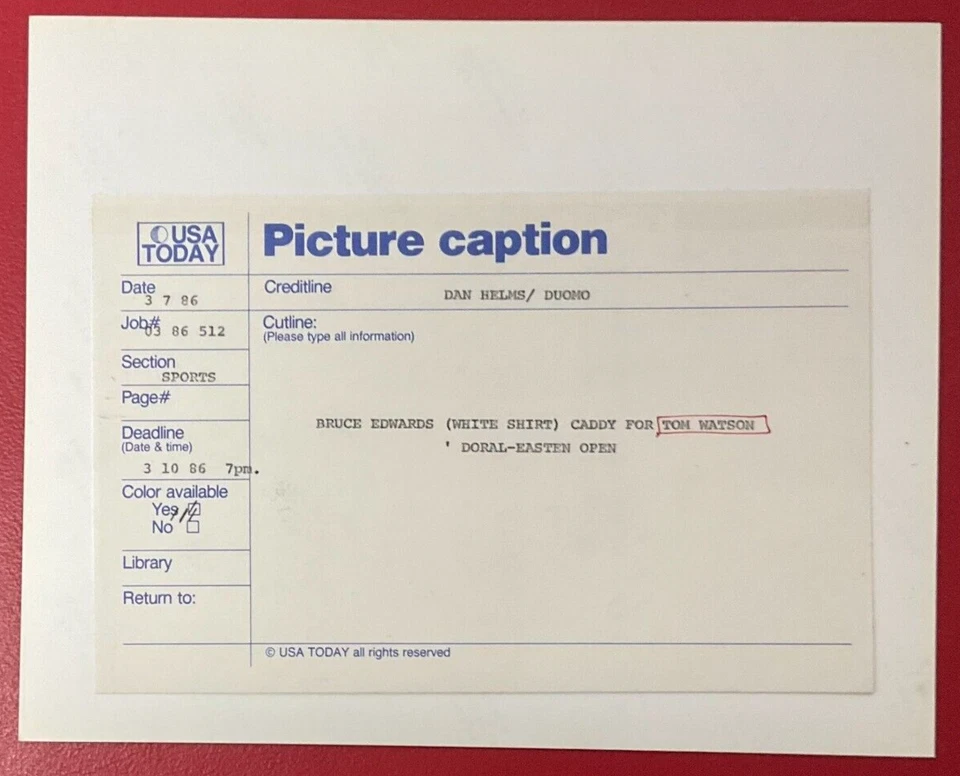 USA
TODAY
Picture caption
Date
3 7 86
Creditline
DAN HELMS/ DUOMO
Job#
03 86 512
Cutline:
(Please type all information)
Section
SPORTS
Page#
BRUCE EDWARDS (WHITE SHIRT) CADDY FOR TOM WATSON
' DORAL-EASTEN OPEN
Deadline
(Date & time)
3 10 86 7pm.
Color available
Yes
No
Library
Return to:
© USA TODAY all rights reserved